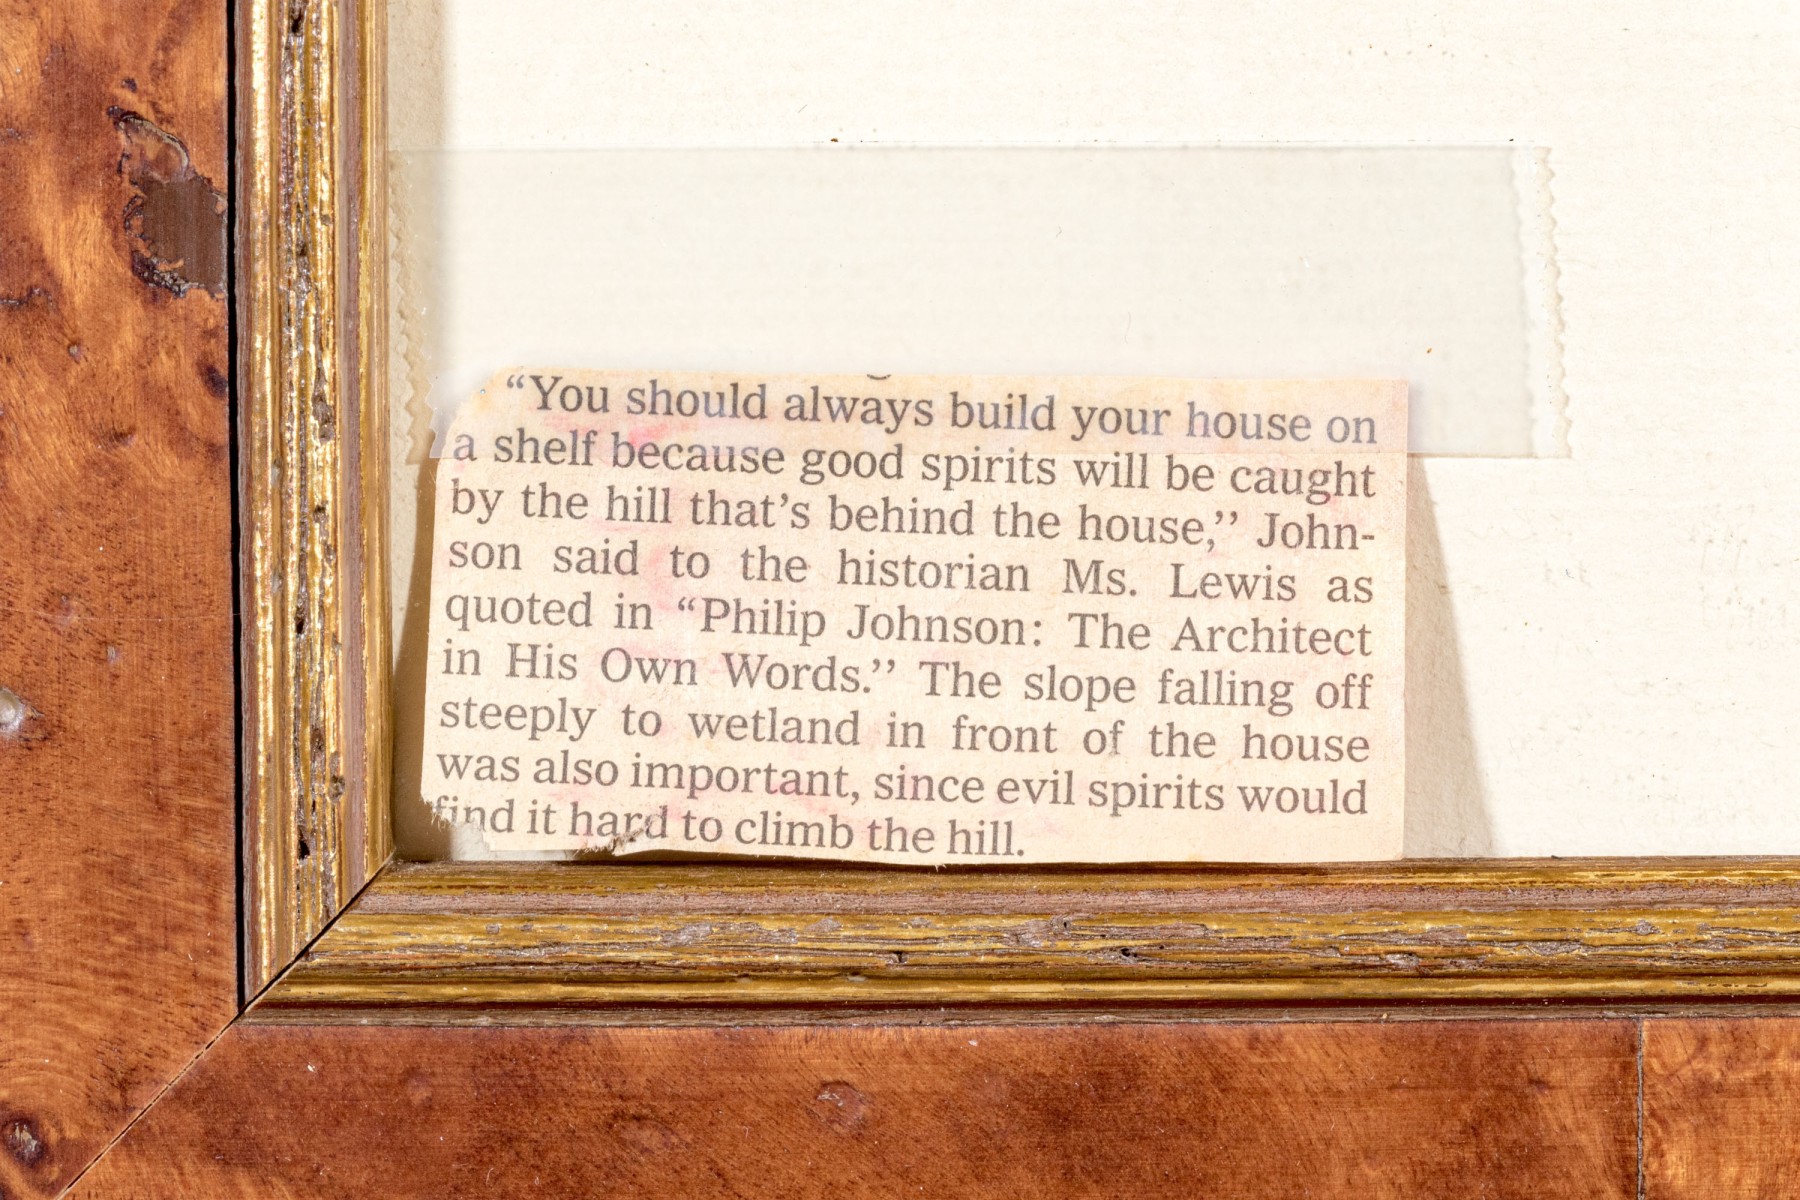 “You should always build your house on
a shelf because good spirits will be caught
by the hill that’s behind the house,’’ John-
son said to the historian Ms. Lewis as
quoted in “Philip Johnson: The Architect
in His Own Words.’’ The slope falling off
steeply to wetland in front of the house
was also important, since evil spirits would
find it hard to climb the hill.